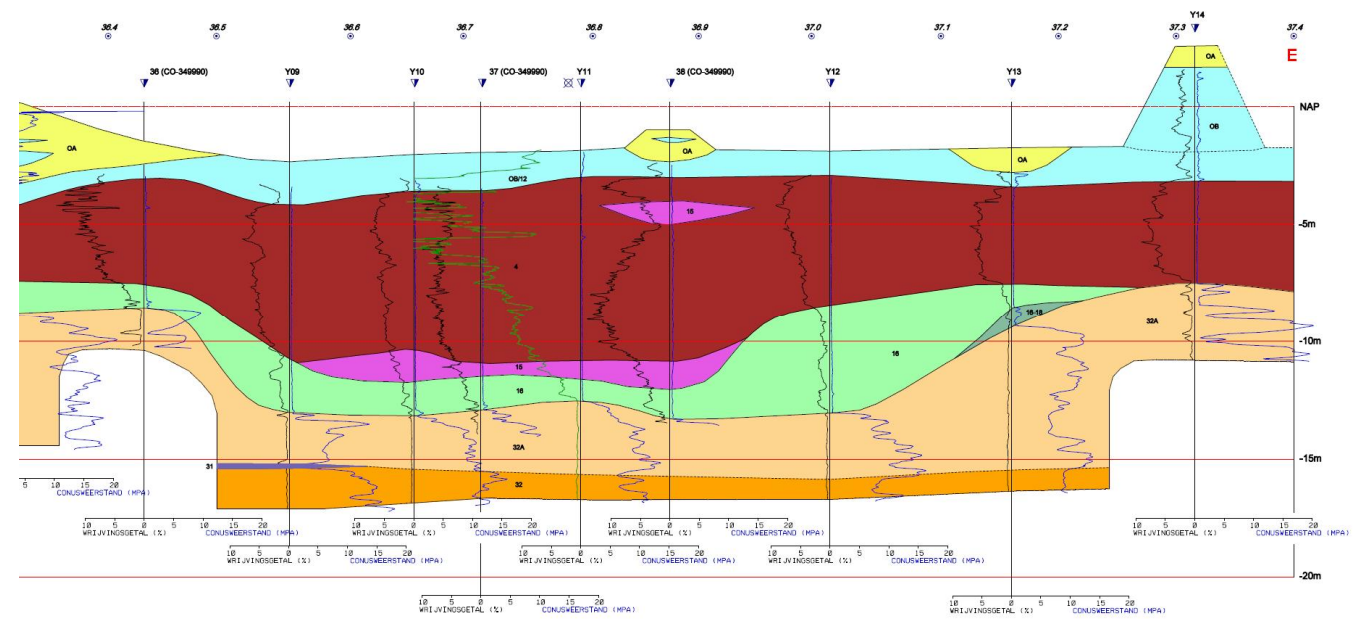 36.4 36.5 36.6 36.7 36.8 36.9 37.0 37.1 37.2 37.3 37.4
Y14
E
36 (CO-349990) Y09 Y10 37 (CO-349990) Y11 38 (CO-349990) Y12 Y13
OA
NAP
OB
OA
OA
OA
OB/12
15
-5m
4
16-18
32A
-10m
16
15
16
32A
-15m
31
32
5 10 15 20
CONUSWEERSTAND (MPA)
10 5 0 5 10 15 20
WRIJVINGSGETAL (%) CONUSWEERSTAND (MPA)
10 5 0 5 10 15 20
WRIJVINGSGETAL (%) CONUSWEERSTAND (MPA)
10 5 0 5 10 15 20
WRIJVINGSGETAL (%) CONUSWEERSTAND (MPA)
10 5 0 5 10 15 20
WRIJVINGSGETAL (%) CONUSWEERSTAND (MPA)
10 5 0 5 10 15 20
WRIJVINGSGETAL (%) CONUSWEERSTAND (MPA)
10 5 0 5 10 15 20
WRIJVINGSGETAL (%) CONUSWEERSTAND (MPA)
10 5 0 5 10 15 20
WRIJVINGSGETAL (%) CONUSWEERSTAND (MPA)
-20m
10 5 0 5 10 15 20
WRIJVINGSGETAL (%) CONUSWEERSTAND (MPA)
10 5 0 5 10 15 20
WRIJVINGSGETAL (%) CONUSWEERSTAND (MPA)